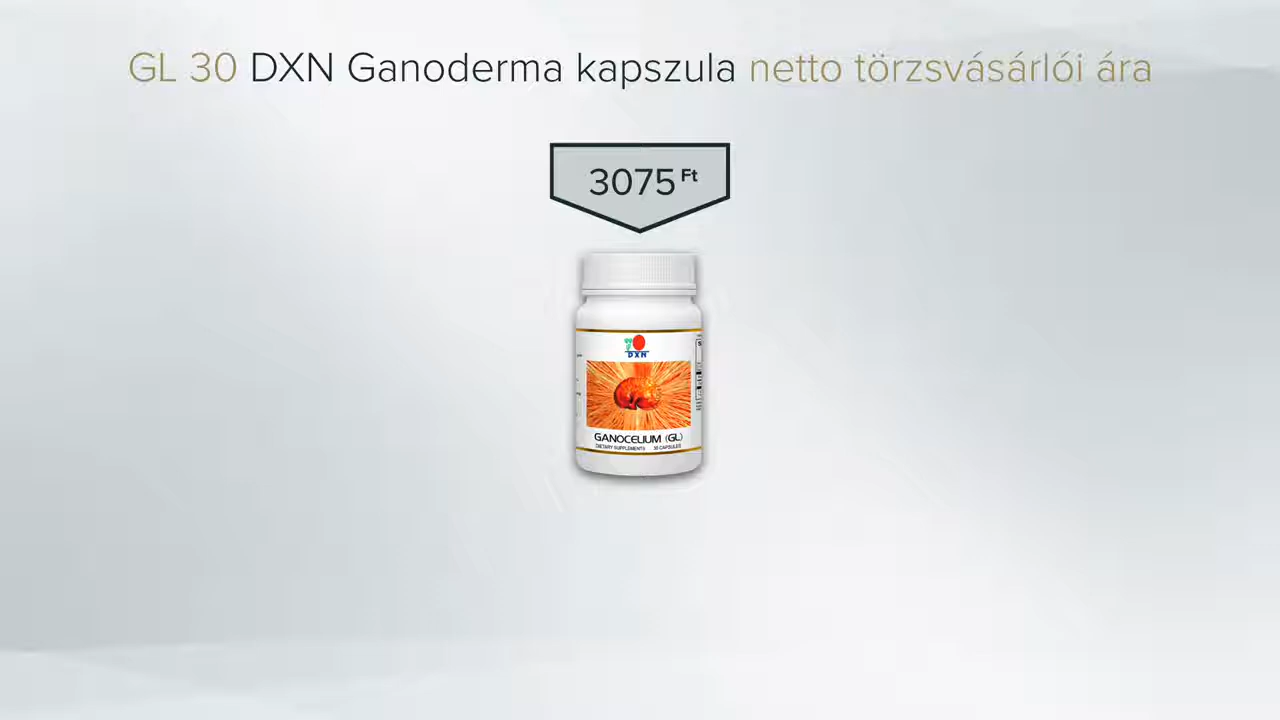 GL 30 DXN Ganoderma kapszula netto törzsvásárlói ára
3075 Ft
DXN
GANOCELIUM (GL)
DIETARY SUPPLEMENTS 30 CAPSULES